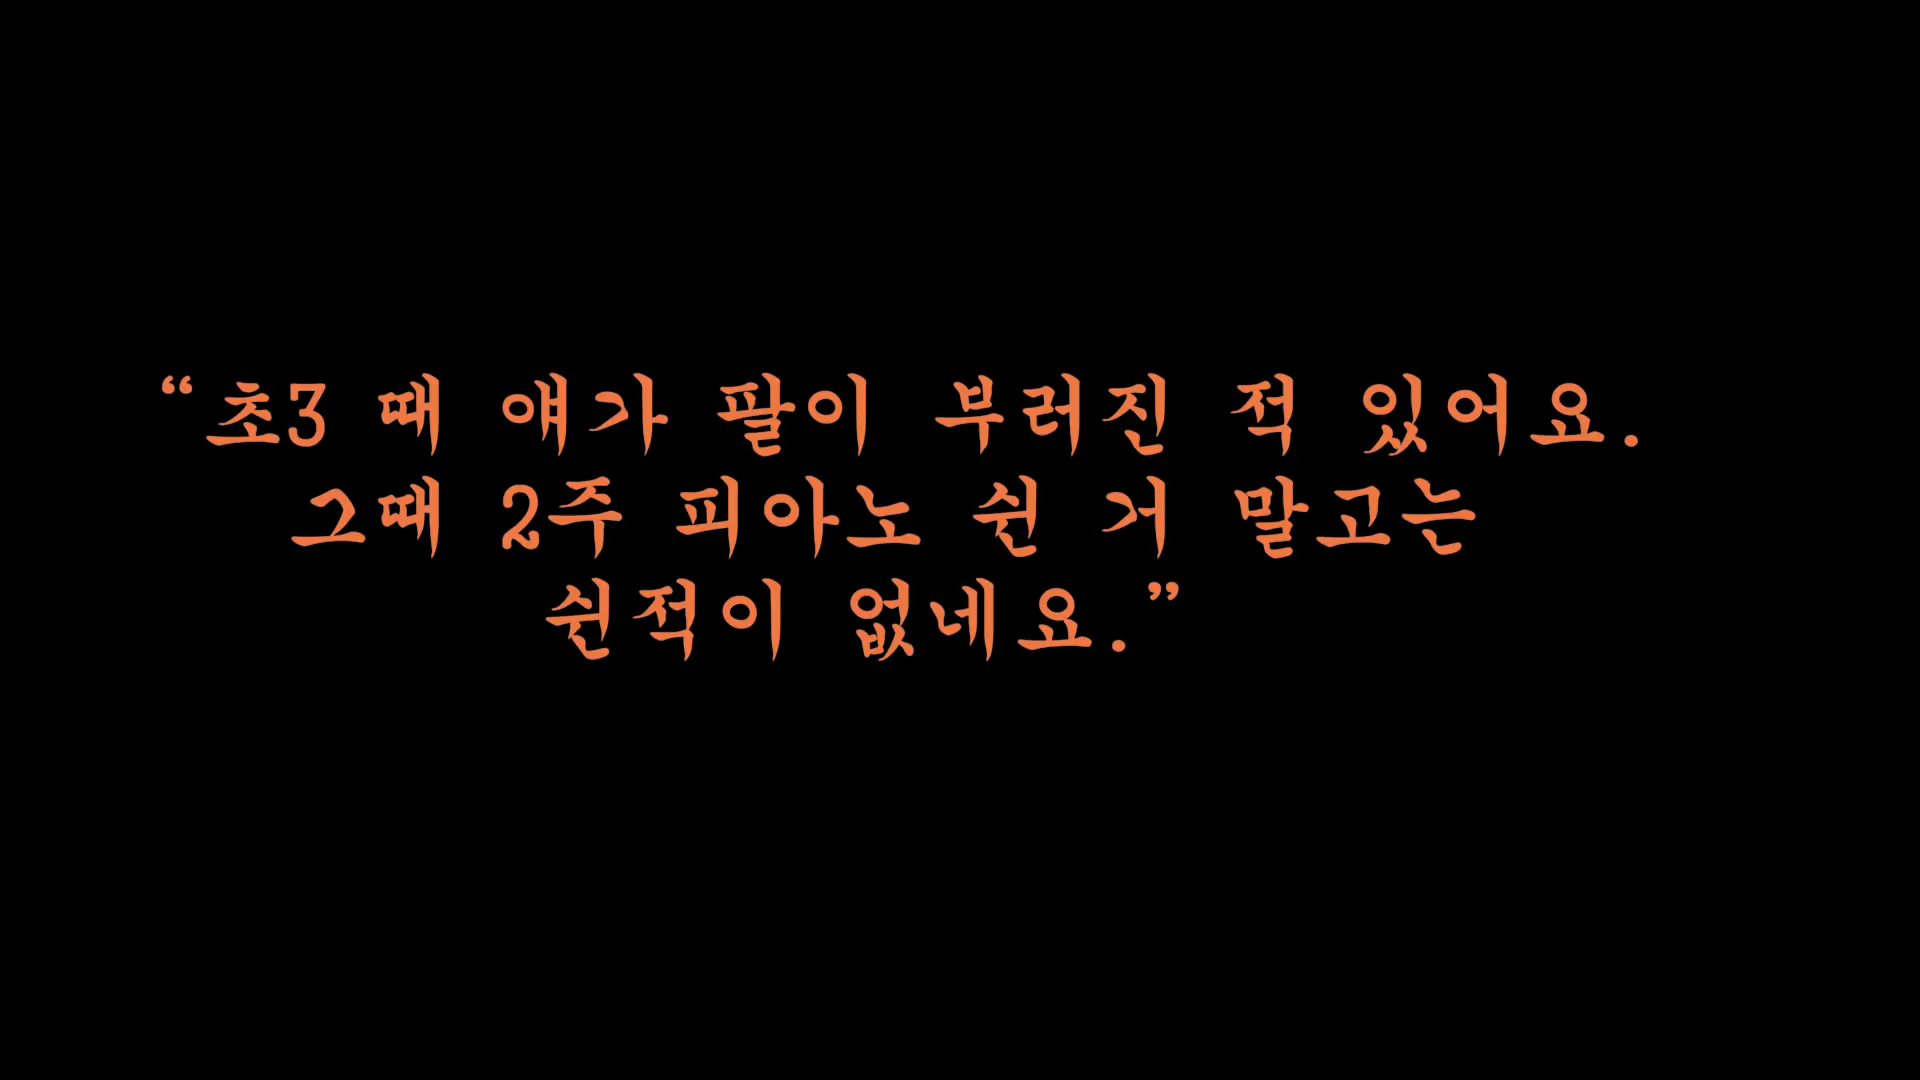 “초3 때 얘가 팔이 부러진 적 있어요.
그때 2주 피아노 쉰 거 말고는
쉰적이 없네요.”